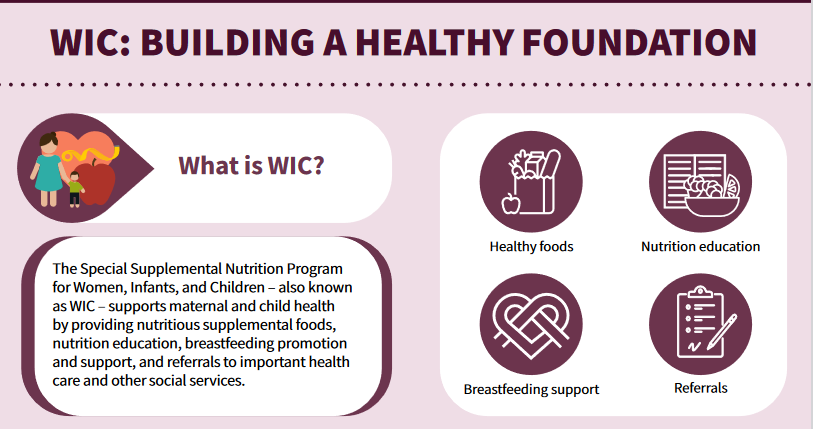 WIC: BUILDING A HEALTHY FOUNDATION
What is WIC?
The Special Supplemental Nutrition Program
for Women, Infants, and Children – also known
as WIC – supports maternal and child health
by providing nutritious supplemental foods,
nutrition education, breastfeeding promotion
and support, and referrals to important health
care and other social services.
Healthy foods
Nutrition education
Breastfeeding support
Referrals